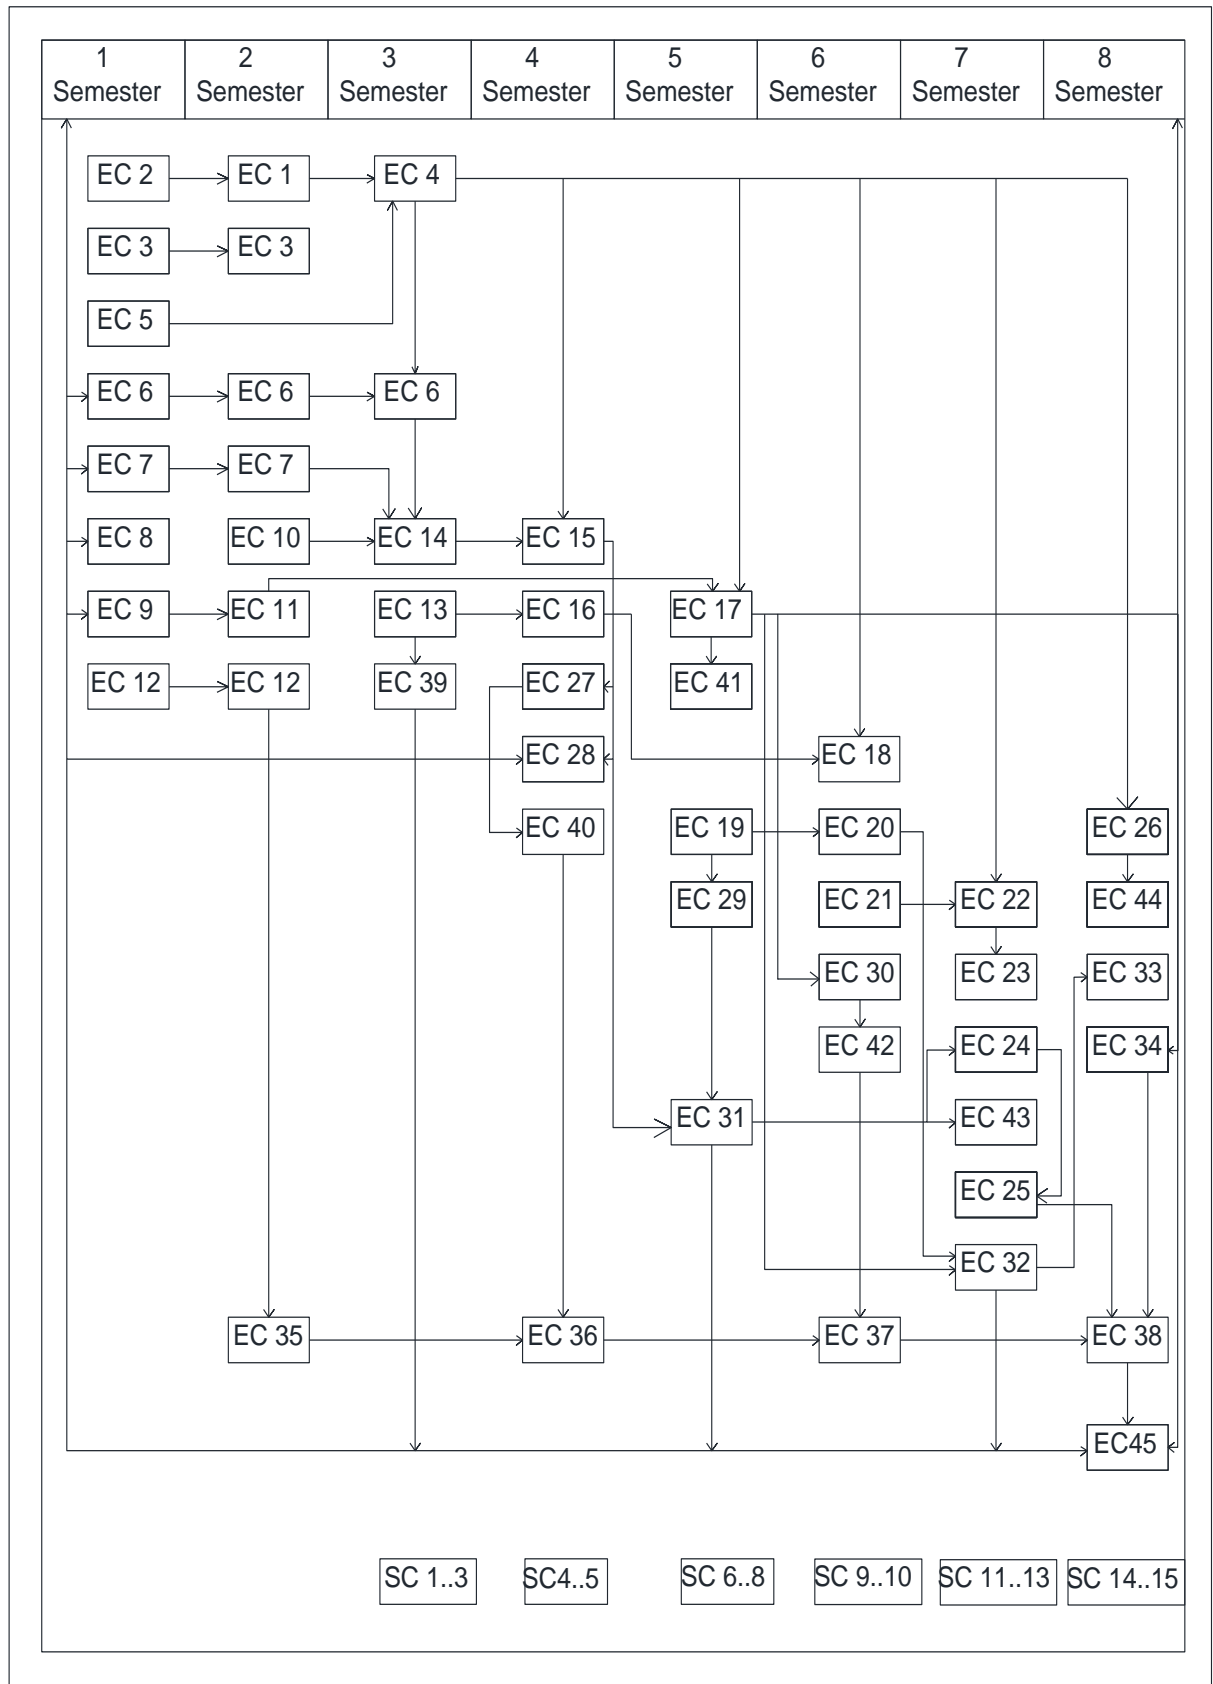 1 Semester
2 Semester
3 Semester
4 Semester
5 Semester
6 Semester
7 Semester
8 Semester
EC 2 EC 1 EC 4
EC 3 EC 3
EC 5
EC 6 EC 6 EC 6
EC 7 EC 7
EC 8 EC 10 EC 14 EC 15
EC 9 EC 11 EC 13 EC 16 EC 17
EC 12 EC 12 EC 39 EC 27 EC 41
EC 28 EC 18
EC 40 EC 19 EC 20 EC 26
EC 29 EC 21 EC 22 EC 44
EC 30 EC 23 EC 33
EC 42 EC 24 EC 34
EC 31 EC 43
EC 25
EC 32
EC 35 EC 36 EC 37 EC 38
EC45
SC 1..3 SC4..5 SC 6..8 SC 9..10 SC 11..13 SC 14..15